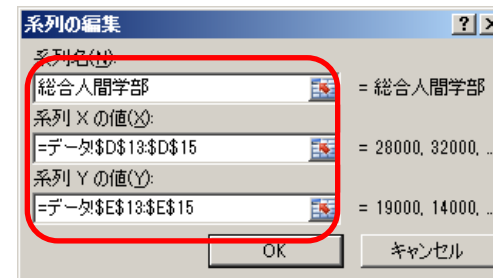 系列の編集
系列名(N):
総合人間学部 = 総合人間学部
系列 X の値(X):
=データ!$D$13:$D$15 = 28000, 32000, ...
系列 Y の値(Y):
=データ!$E$13:$E$15 = 19000, 14000, ...
OK キャンセル